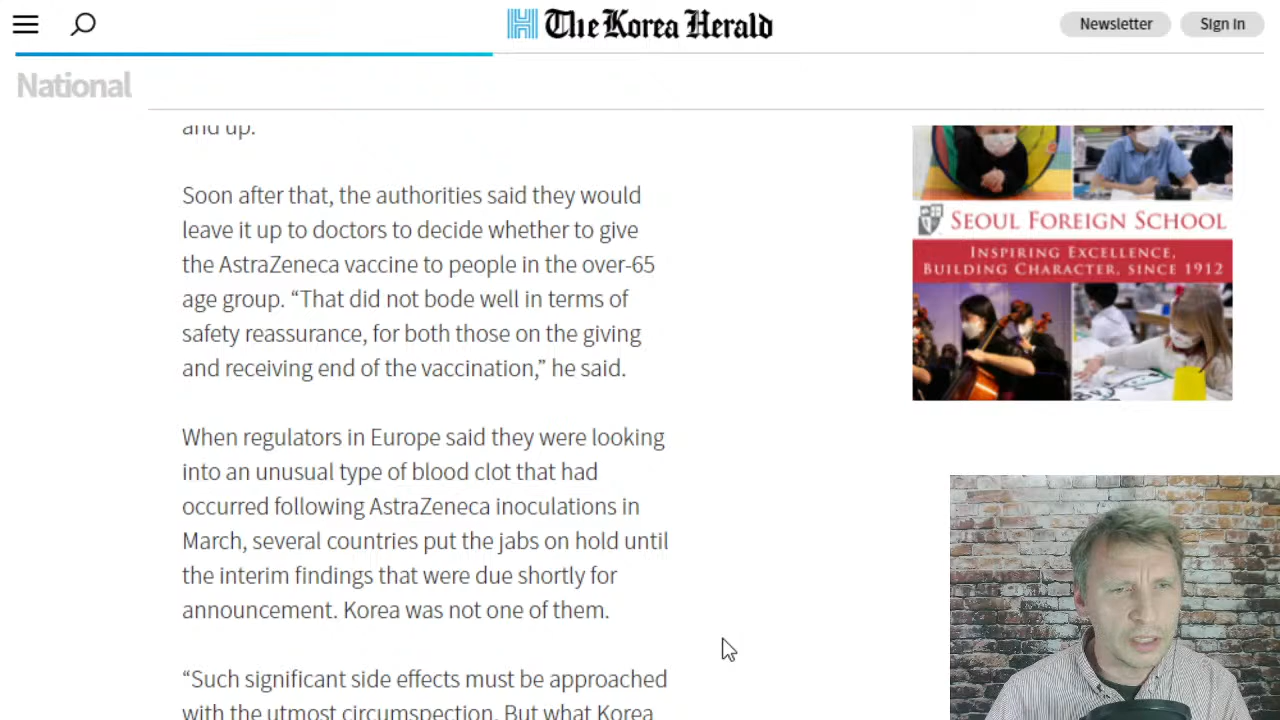 The Korea Herald
Newsletter
Sign In
National
and up.
Soon after that, the authorities said they would
leave it up to doctors to decide whether to give
the AstraZeneca vaccine to people in the over-65
age group. “That did not bode well in terms of
safety reassurance, for both those on the giving
and receiving end of the vaccination,” he said.
When regulators in Europe said they were looking
into an unusual type of blood clot that had
occurred following AstraZeneca inoculations in
March, several countries put the jabs on hold until
the interim findings that were due shortly for
announcement. Korea was not one of them.
“Such significant side effects must be approached
with the utmost circumspection. But what Korea
SEOUL FOREIGN SCHOOL
INSPIRING EXCELLENCE,
BUILDING CHARACTER, SINCE 1912